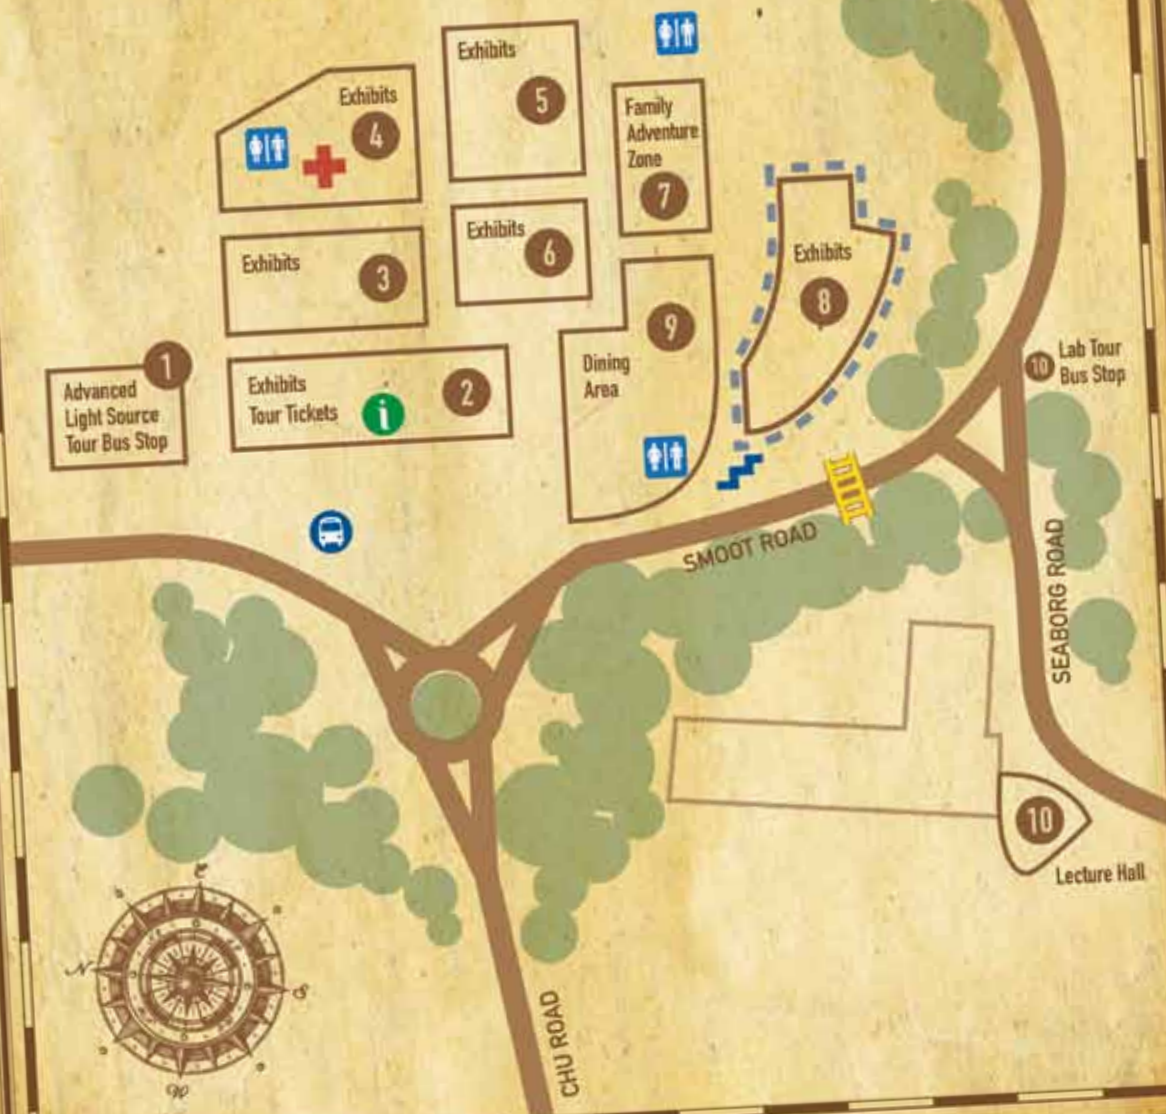 Exhibits
5
Exhibits
4
Family
Adventure
Zone
7
Exhibits
6
Exhibits
3
Exhibits
8
9
Dining
Area
1
Advanced
Light Source
Tour Bus Stop
Exhibits
Tour Tickets
i
2
10
Lab Tour
Bus Stop
SMOOT ROAD
SEABORG ROAD
10
Lecture Hall
E
N
S
W
CHU ROAD